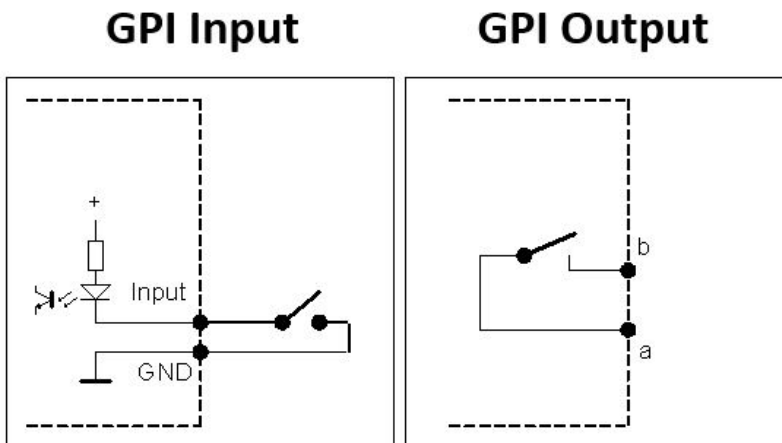 GPI Input
GPI Output
+
Input
GND
b
a